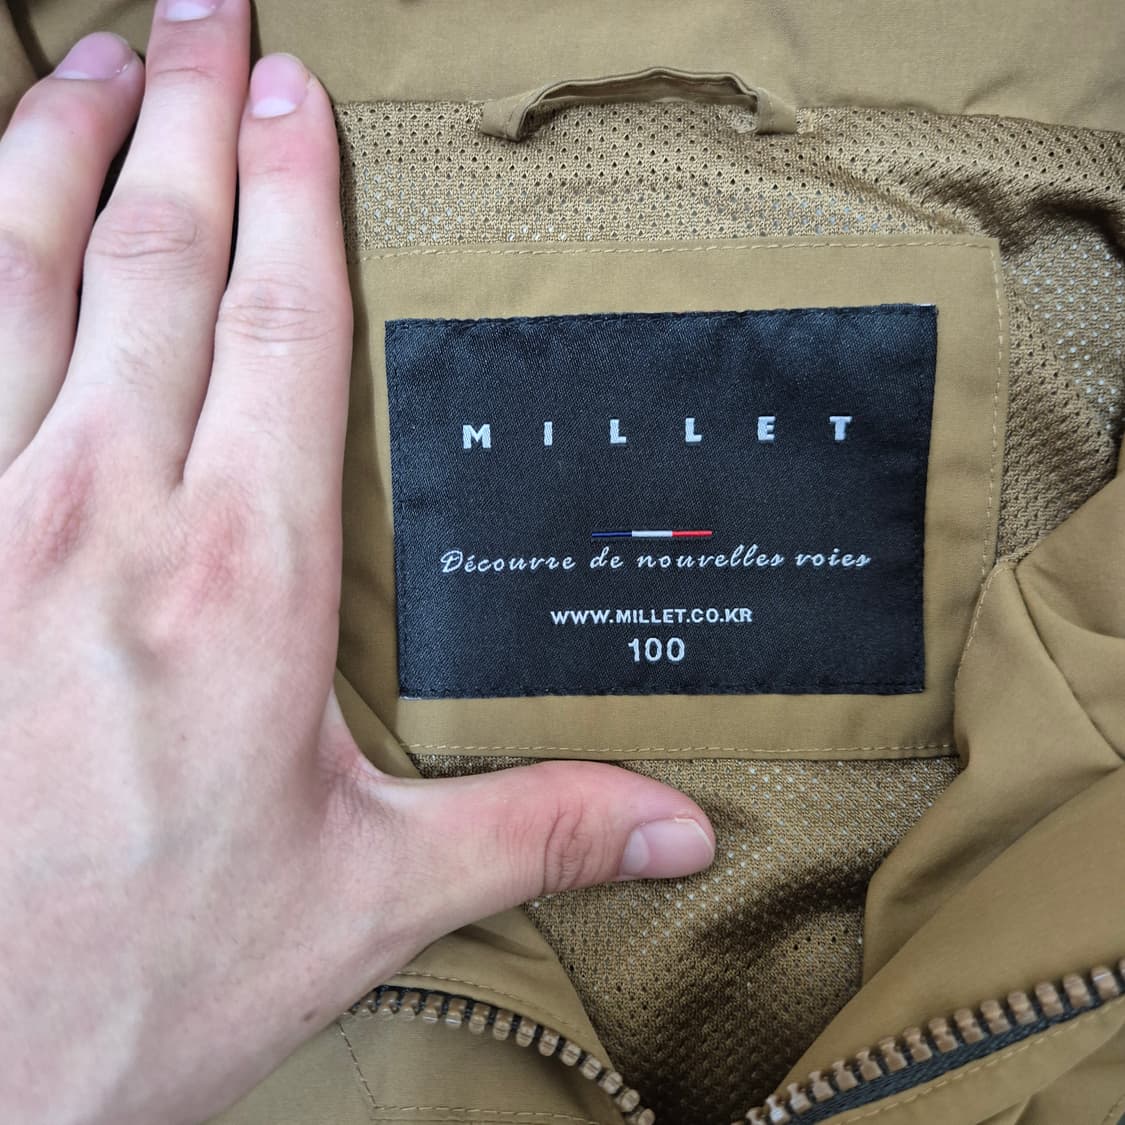 MILLET
Découvre de nouvelles voies
WWW.MILLET.CO.KR
100